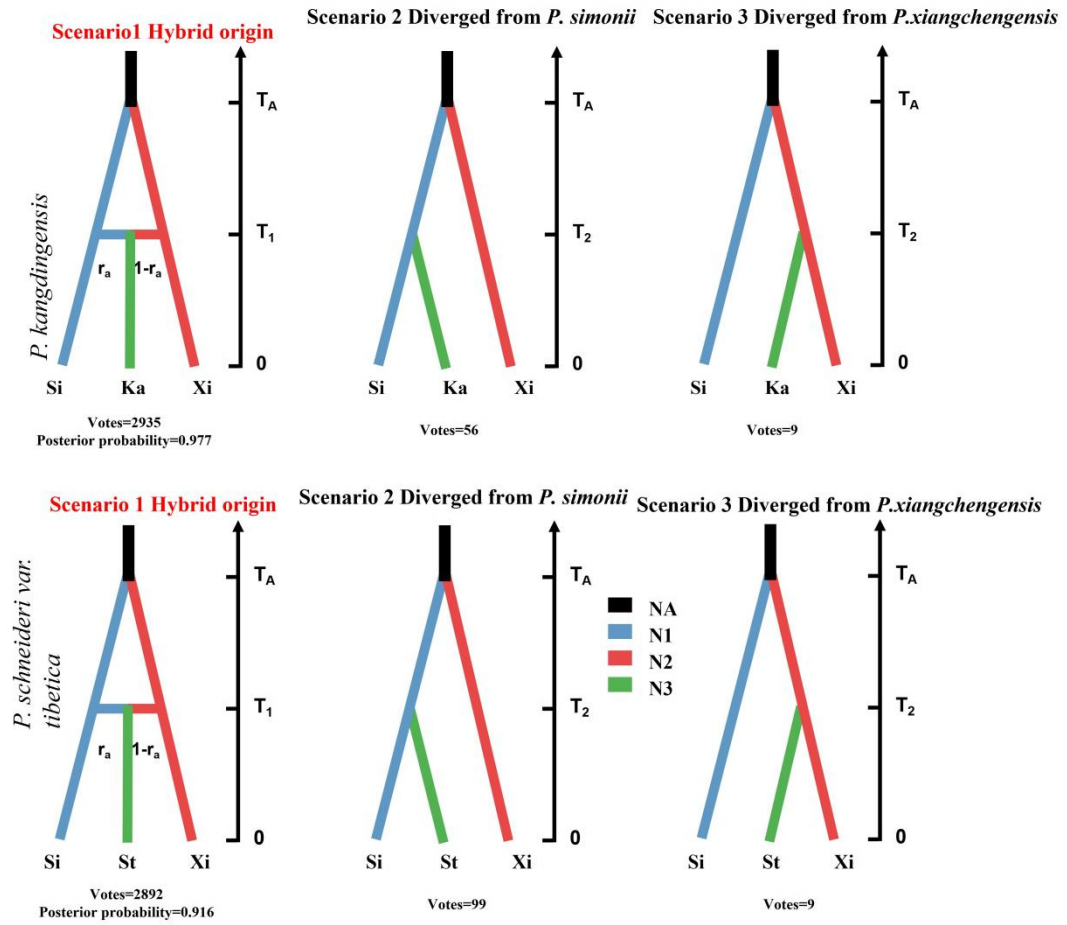 Scenario1 Hybrid origin
Scenario 2 Diverged from P. simonii
Scenario 3 Diverged from P.xiangchengensis
P. kangdingensis
TA
T1
ra
1-ra
0
Si
Ka
Xi
Votes=2935
Posterior probability=0.977
TA
T2
0
Si
Ka
Xi
Votes=56
TA
T2
0
Si
Ka
Xi
Votes=9
Scenario 1 Hybrid origin
Scenario 2 Diverged from P. simonii
Scenario 3 Diverged from P.xiangchengensis
P. schneideri var.
tibetica
TA
T1
ra
1-ra
0
Si
St
Xi
Votes=2892
Posterior probability=0.916
TA
T2
0
Si
St
Xi
Votes=99
NA
N1
N2
N3
TA
T2
0
Si
St
Xi
Votes=9